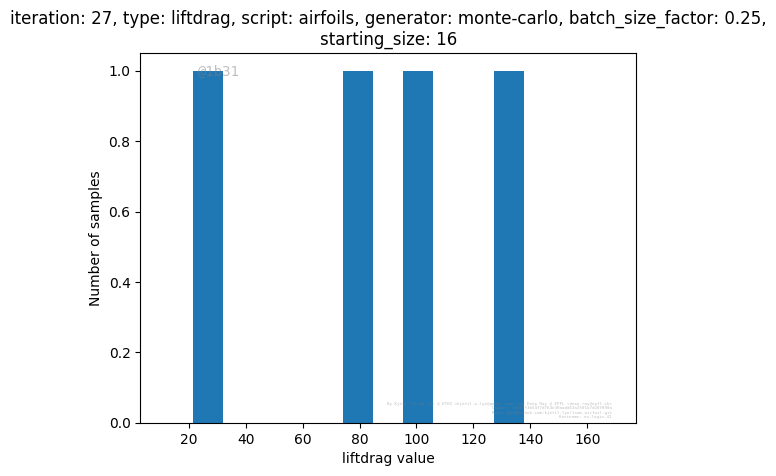 iteration: 27, type: liftdrag, script: airfoils, generator: monte-carlo, batch_size_factor: 0.25,
starting_size: 16
@1b31
1.0
0.8
0.6
0.4
0.2
0.0
Number of samples
20 40 60 80 100 120 140 160
liftdrag value